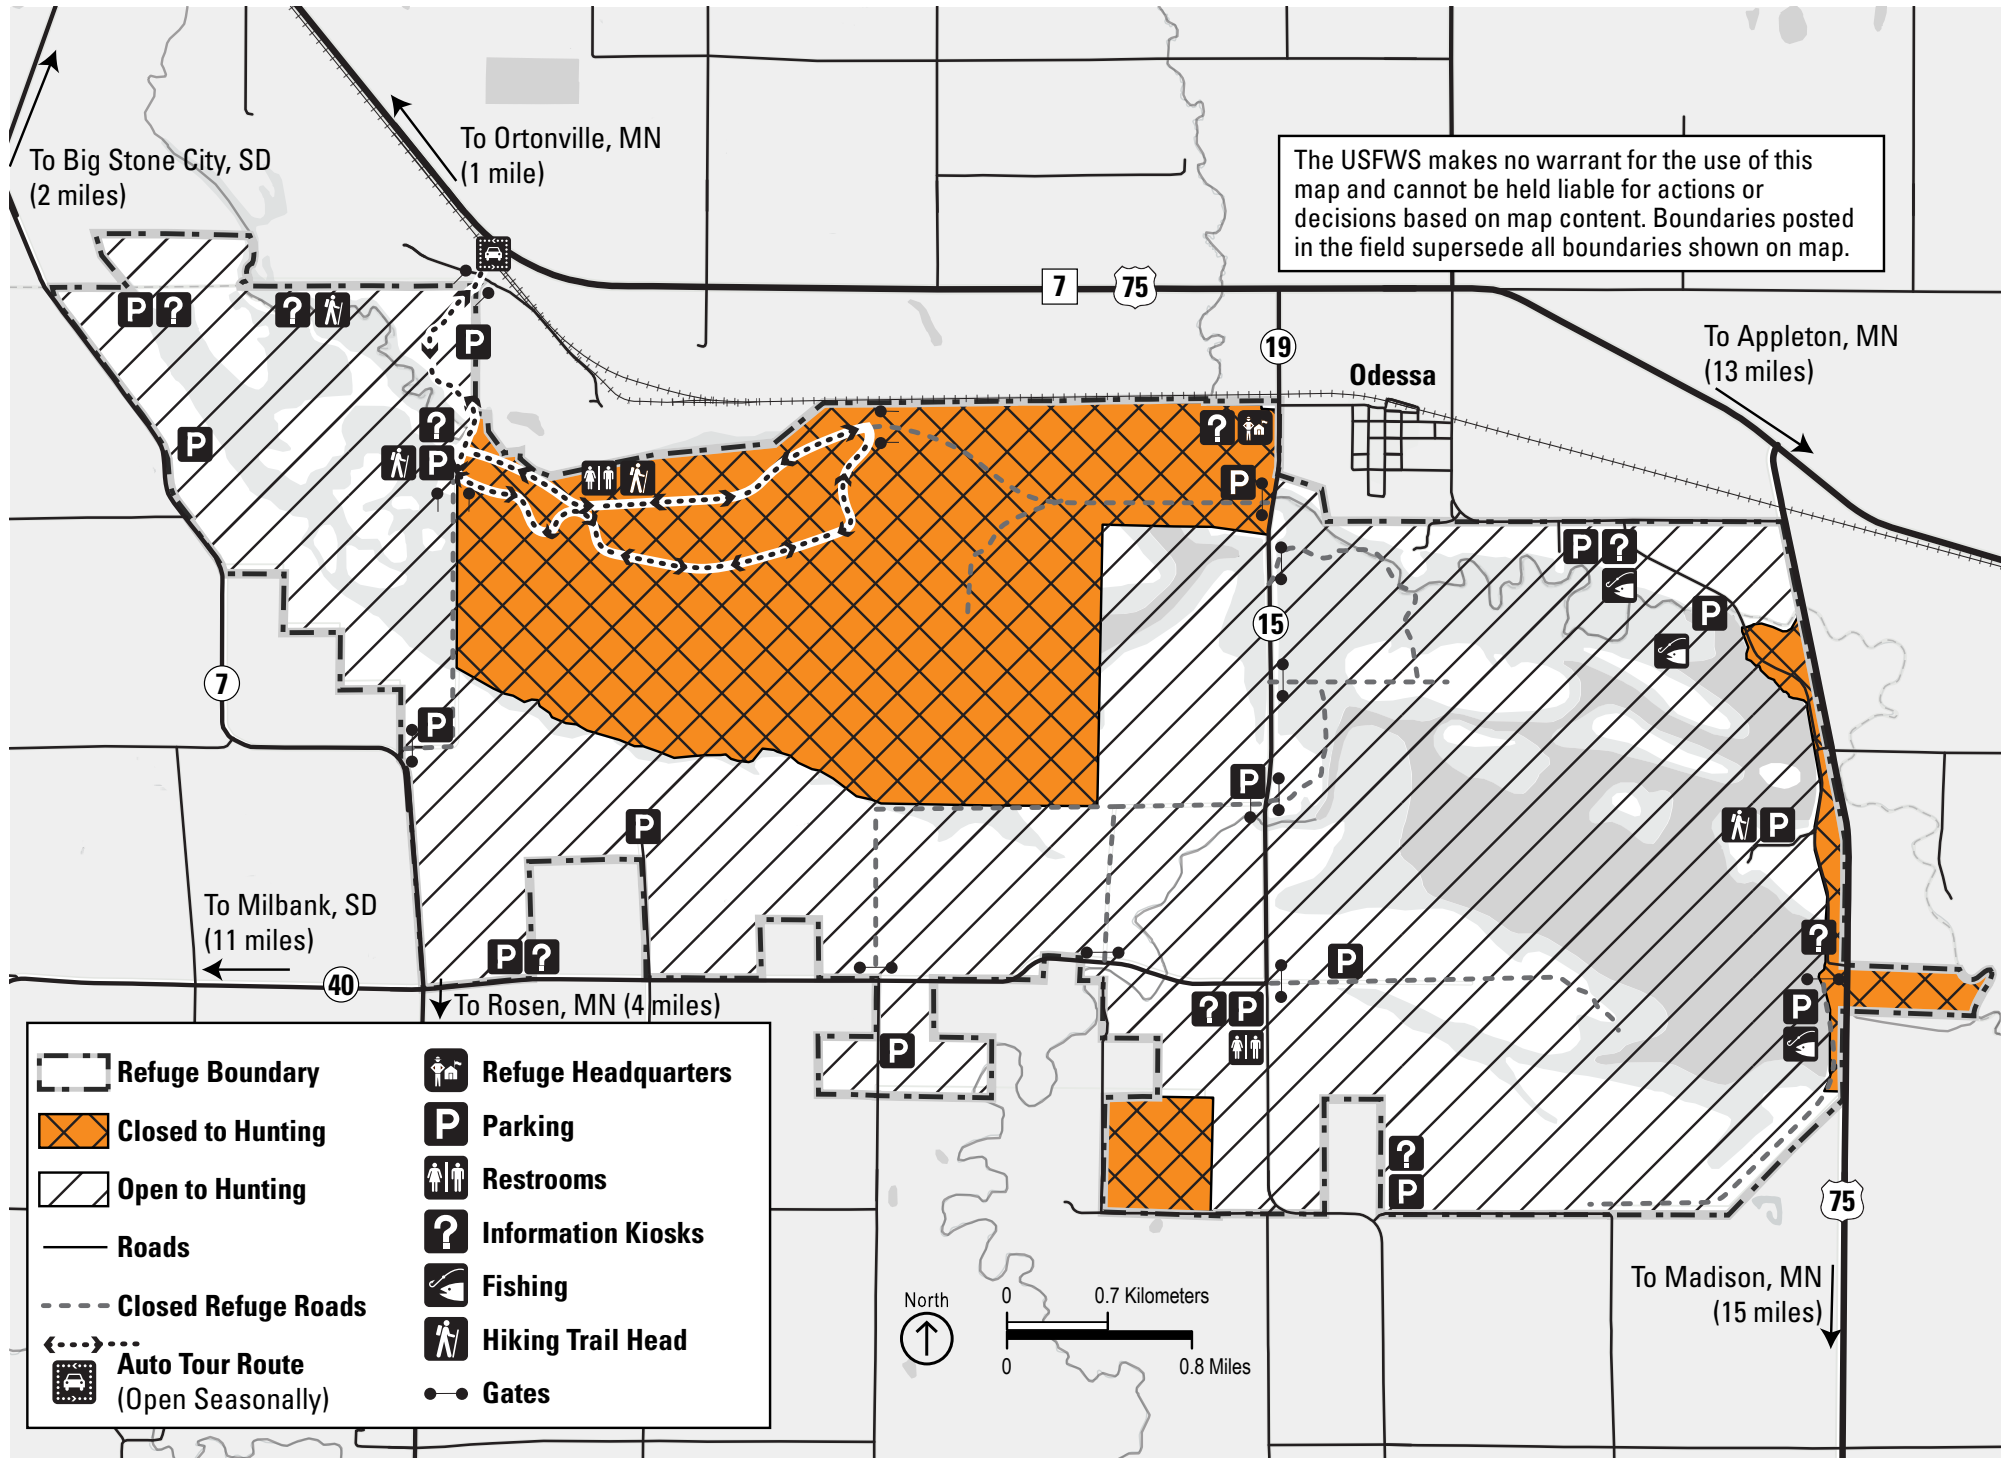 To Big Stone City, SD
(2 miles)
To Ortonville, MN
(1 mile)
The USFWS makes no warrant for the use of this
map and cannot be held liable for actions or
decisions based on map content. Boundaries posted
in the field supersede all boundaries shown on map.
7
75
19
Odessa
To Appleton, MN
(13 miles)
P
?
?
P
P
?
P
?
P
P
?
P
15
7
P
P
P
P
To Milbank, SD
(11 miles)
40
P
?
To Rosen, MN (4 miles)
?
P
P
?
P
P
?
P
75
To Madison, MN
(15 miles)
Refuge Boundary
Closed to Hunting
Open to Hunting
Roads
Closed Refuge Roads
Auto Tour Route
(Open Seasonally)
Refuge Headquarters
P
Parking
Restrooms
?
Information Kiosks
Fishing
Hiking Trail Head
Gates
North
0
0.7 Kilometers
0
0.8 Miles